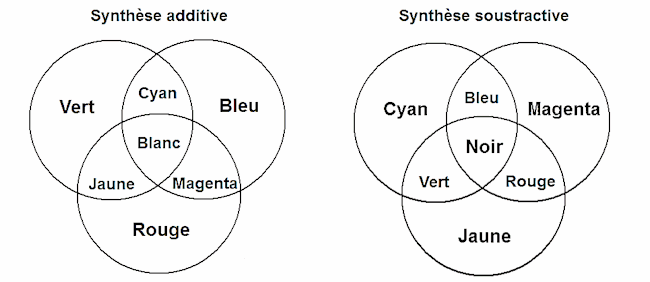 Synthèse additive
Vert
Cyan
Bleu
Blanc
Jaune
Magenta
Rouge
Synthèse soustractive
Cyan
Bleu
Magenta
Noir
Vert
Rouge
Jaune